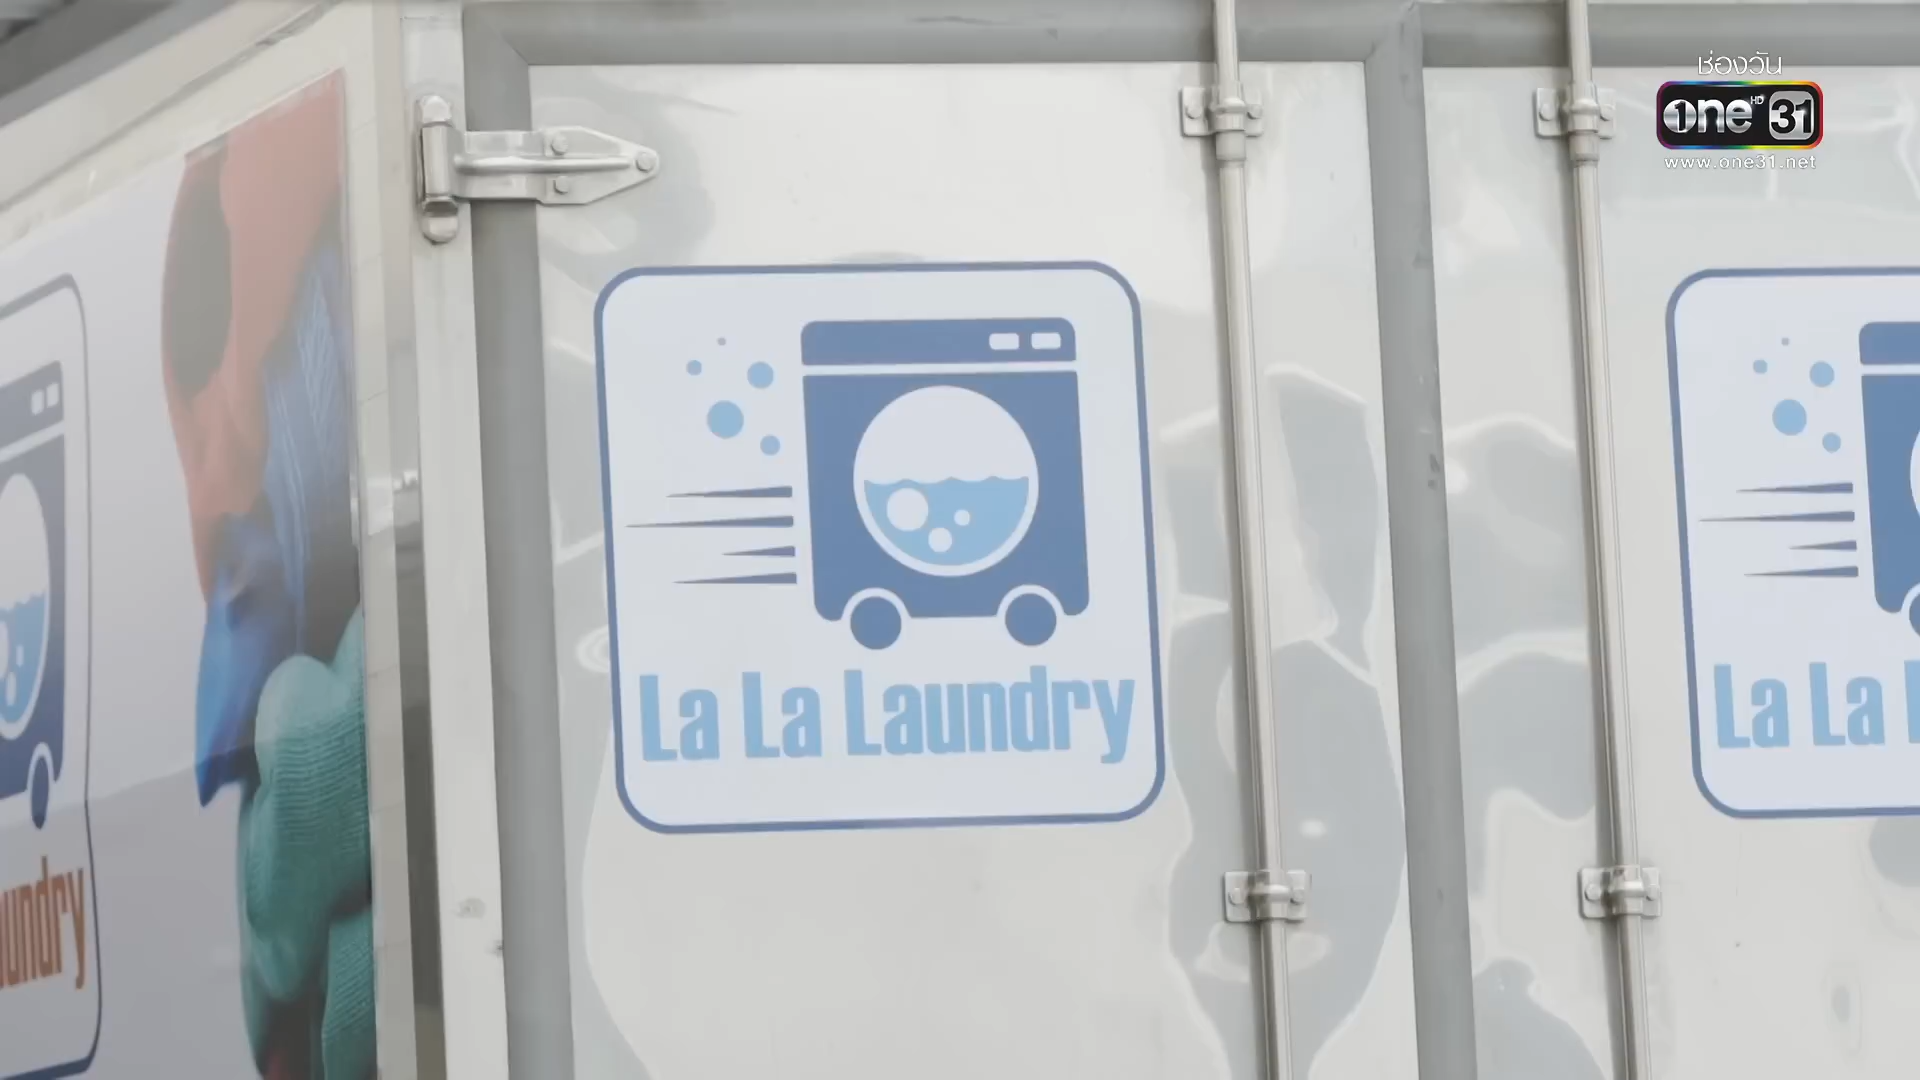 ช่องวัน
one HD 31
www.one31.net
La La Laundry
La La
undry